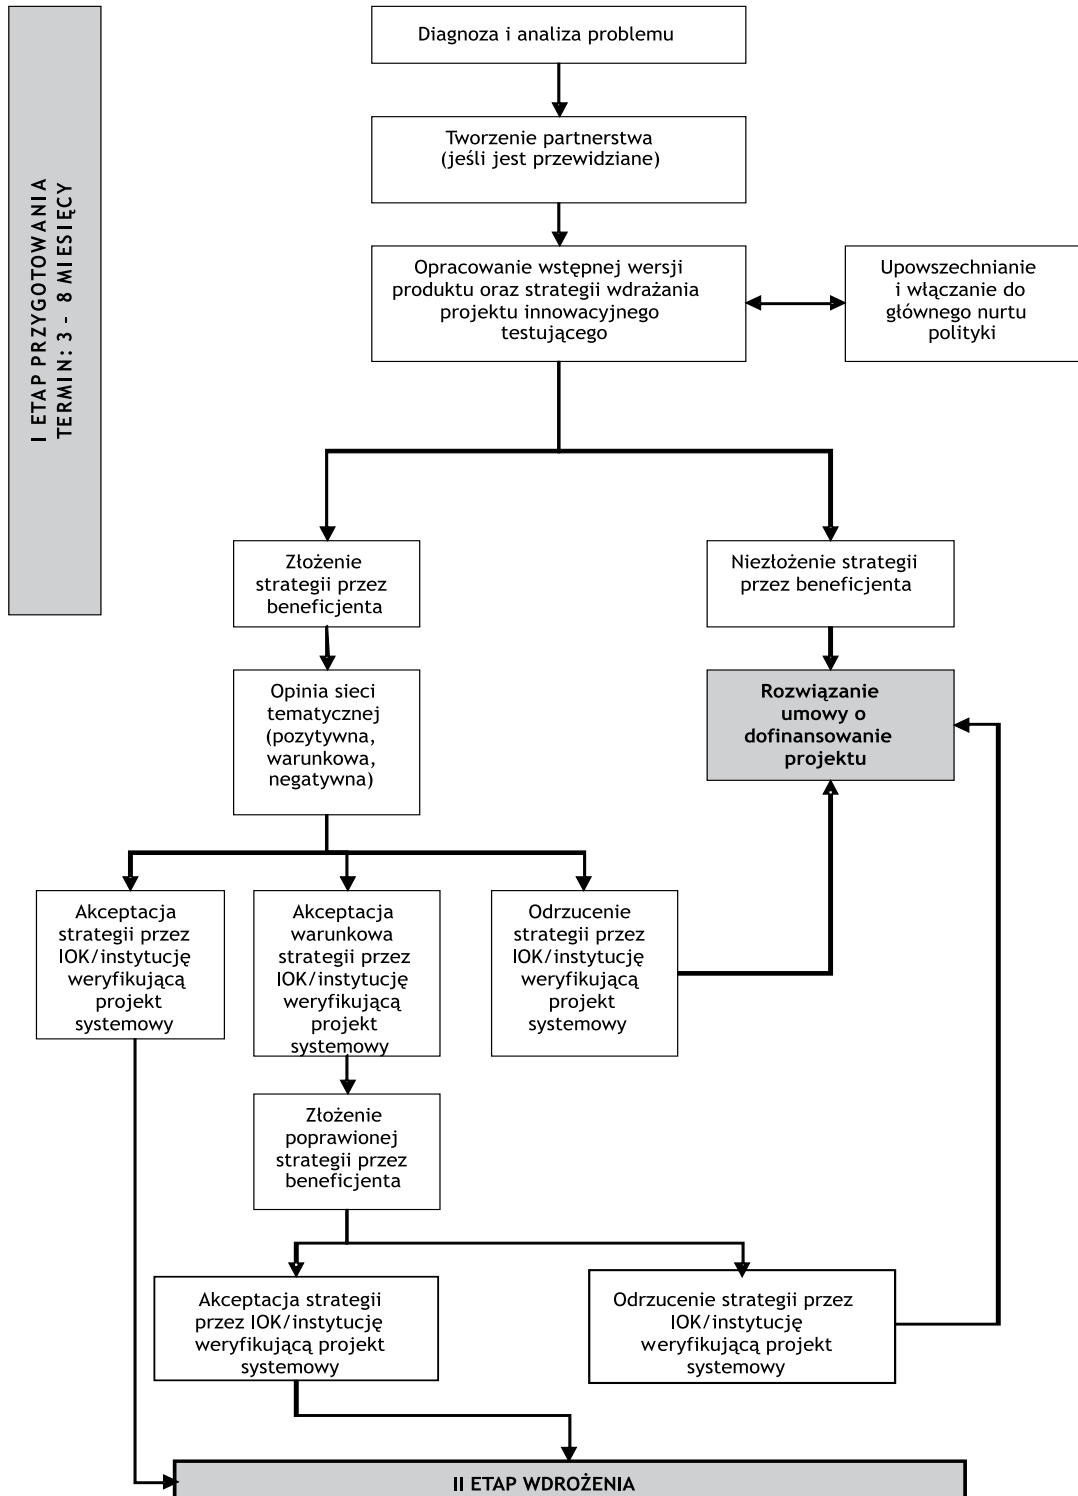 I ETAP PRZYGOTOWANIA
TERMIN: 3 - 8 MIESIĘCY
Diagnoza i analiza problemu
Tworzenie partnerstwa
(jeśli jest przewidziane)
Opracowanie wstępnej wersji
produktu oraz strategii wdrażania
projektu innowacyjnego
testującego
Upowszechnianie
i włączanie do
głównego nurtu
polityki
Złożenie
strategii przez
beneficjenta
Niezłożenie strategii
przez beneficjenta
Opinia sieci
tematycznej
(pozytywna,
warunkowa,
negatywna)
Rozwiązanie
umowy o
dofinansowanie
projektu
Akceptacja
strategii przez
IOK/instytucję
weryfikującą
projekt
systemowy
Akceptacja
warunkowa
strategii przez
IOK/instytucję
weryfikującą
projekt
systemowy
Odrzucenie
strategii przez
IOK/instytucję
weryfikującą
projekt
systemowy
Złożenie
poprawionej
strategii przez
beneficjenta
Akceptacja strategii
przez IOK/instytucję
weryfikującą projekt
systemowy
Odrzucenie strategii przez
IOK/instytucję
weryfikującą projekt
systemowy
II ETAP WDROŻENIA